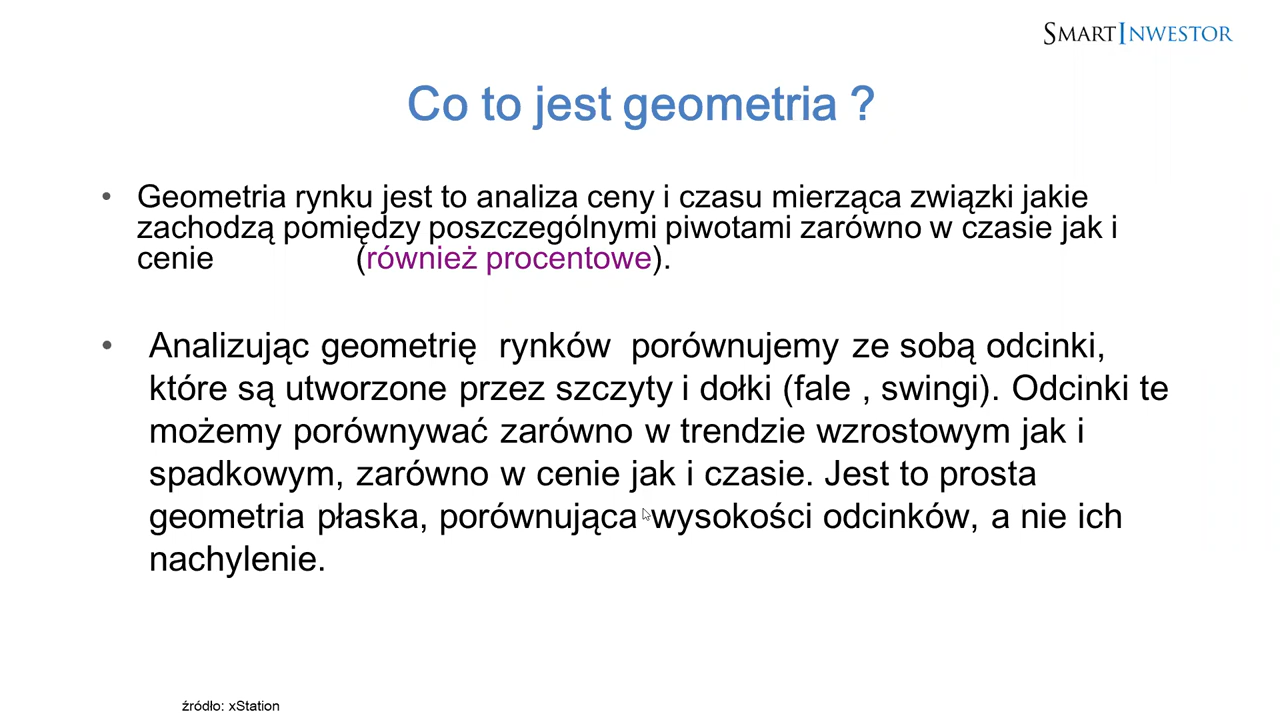 SMARTINWESTOR
Co to jest geometria ?
• Geometria rynku jest to analiza ceny i czasu mierząca związki jakie
zachodzą pomiędzy poszczególnymi piwotami zarówno w czasie jak i
cenie (również procentowe).
• Analizując geometrię rynków porównujemy ze sobą odcinki,
które są utworzone przez szczyty i dołki (fale , swingi). Odcinki te
możemy porównywać zarówno w trendzie wzrostowym jak i
spadkowym, zarówno w cenie jak i czasie. Jest to prosta
geometria płaska, porównująca wysokości odcinków, a nie ich
nachylenie.
źródło: xStation